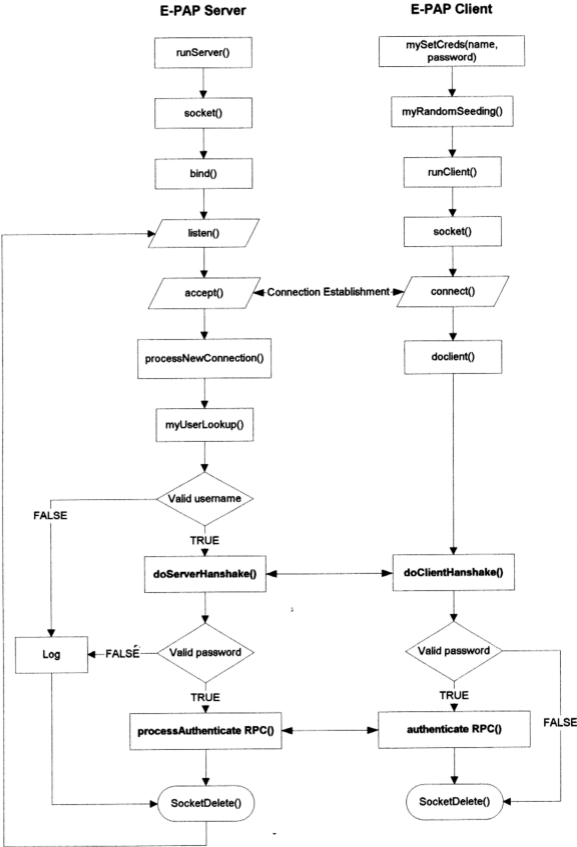 E-PAP Server
E-PAP Client
runServer()
mySetCreds(name,
password)
socket()
myRandomSeeding()
bind()
runClient()
listen()
socket()
accept()
Connection Establishment
connect()
processNewConnection()
doclient()
myUserLookup()
Valid username
FALSE
TRUE
doServerHanshake()
doClientHanshake()
Log
FALSE
Valid password
Valid password
TRUE
TRUE
FALSE
processAuthenticate RPC()
authenticate RPC()
SocketDelete()
SocketDelete()